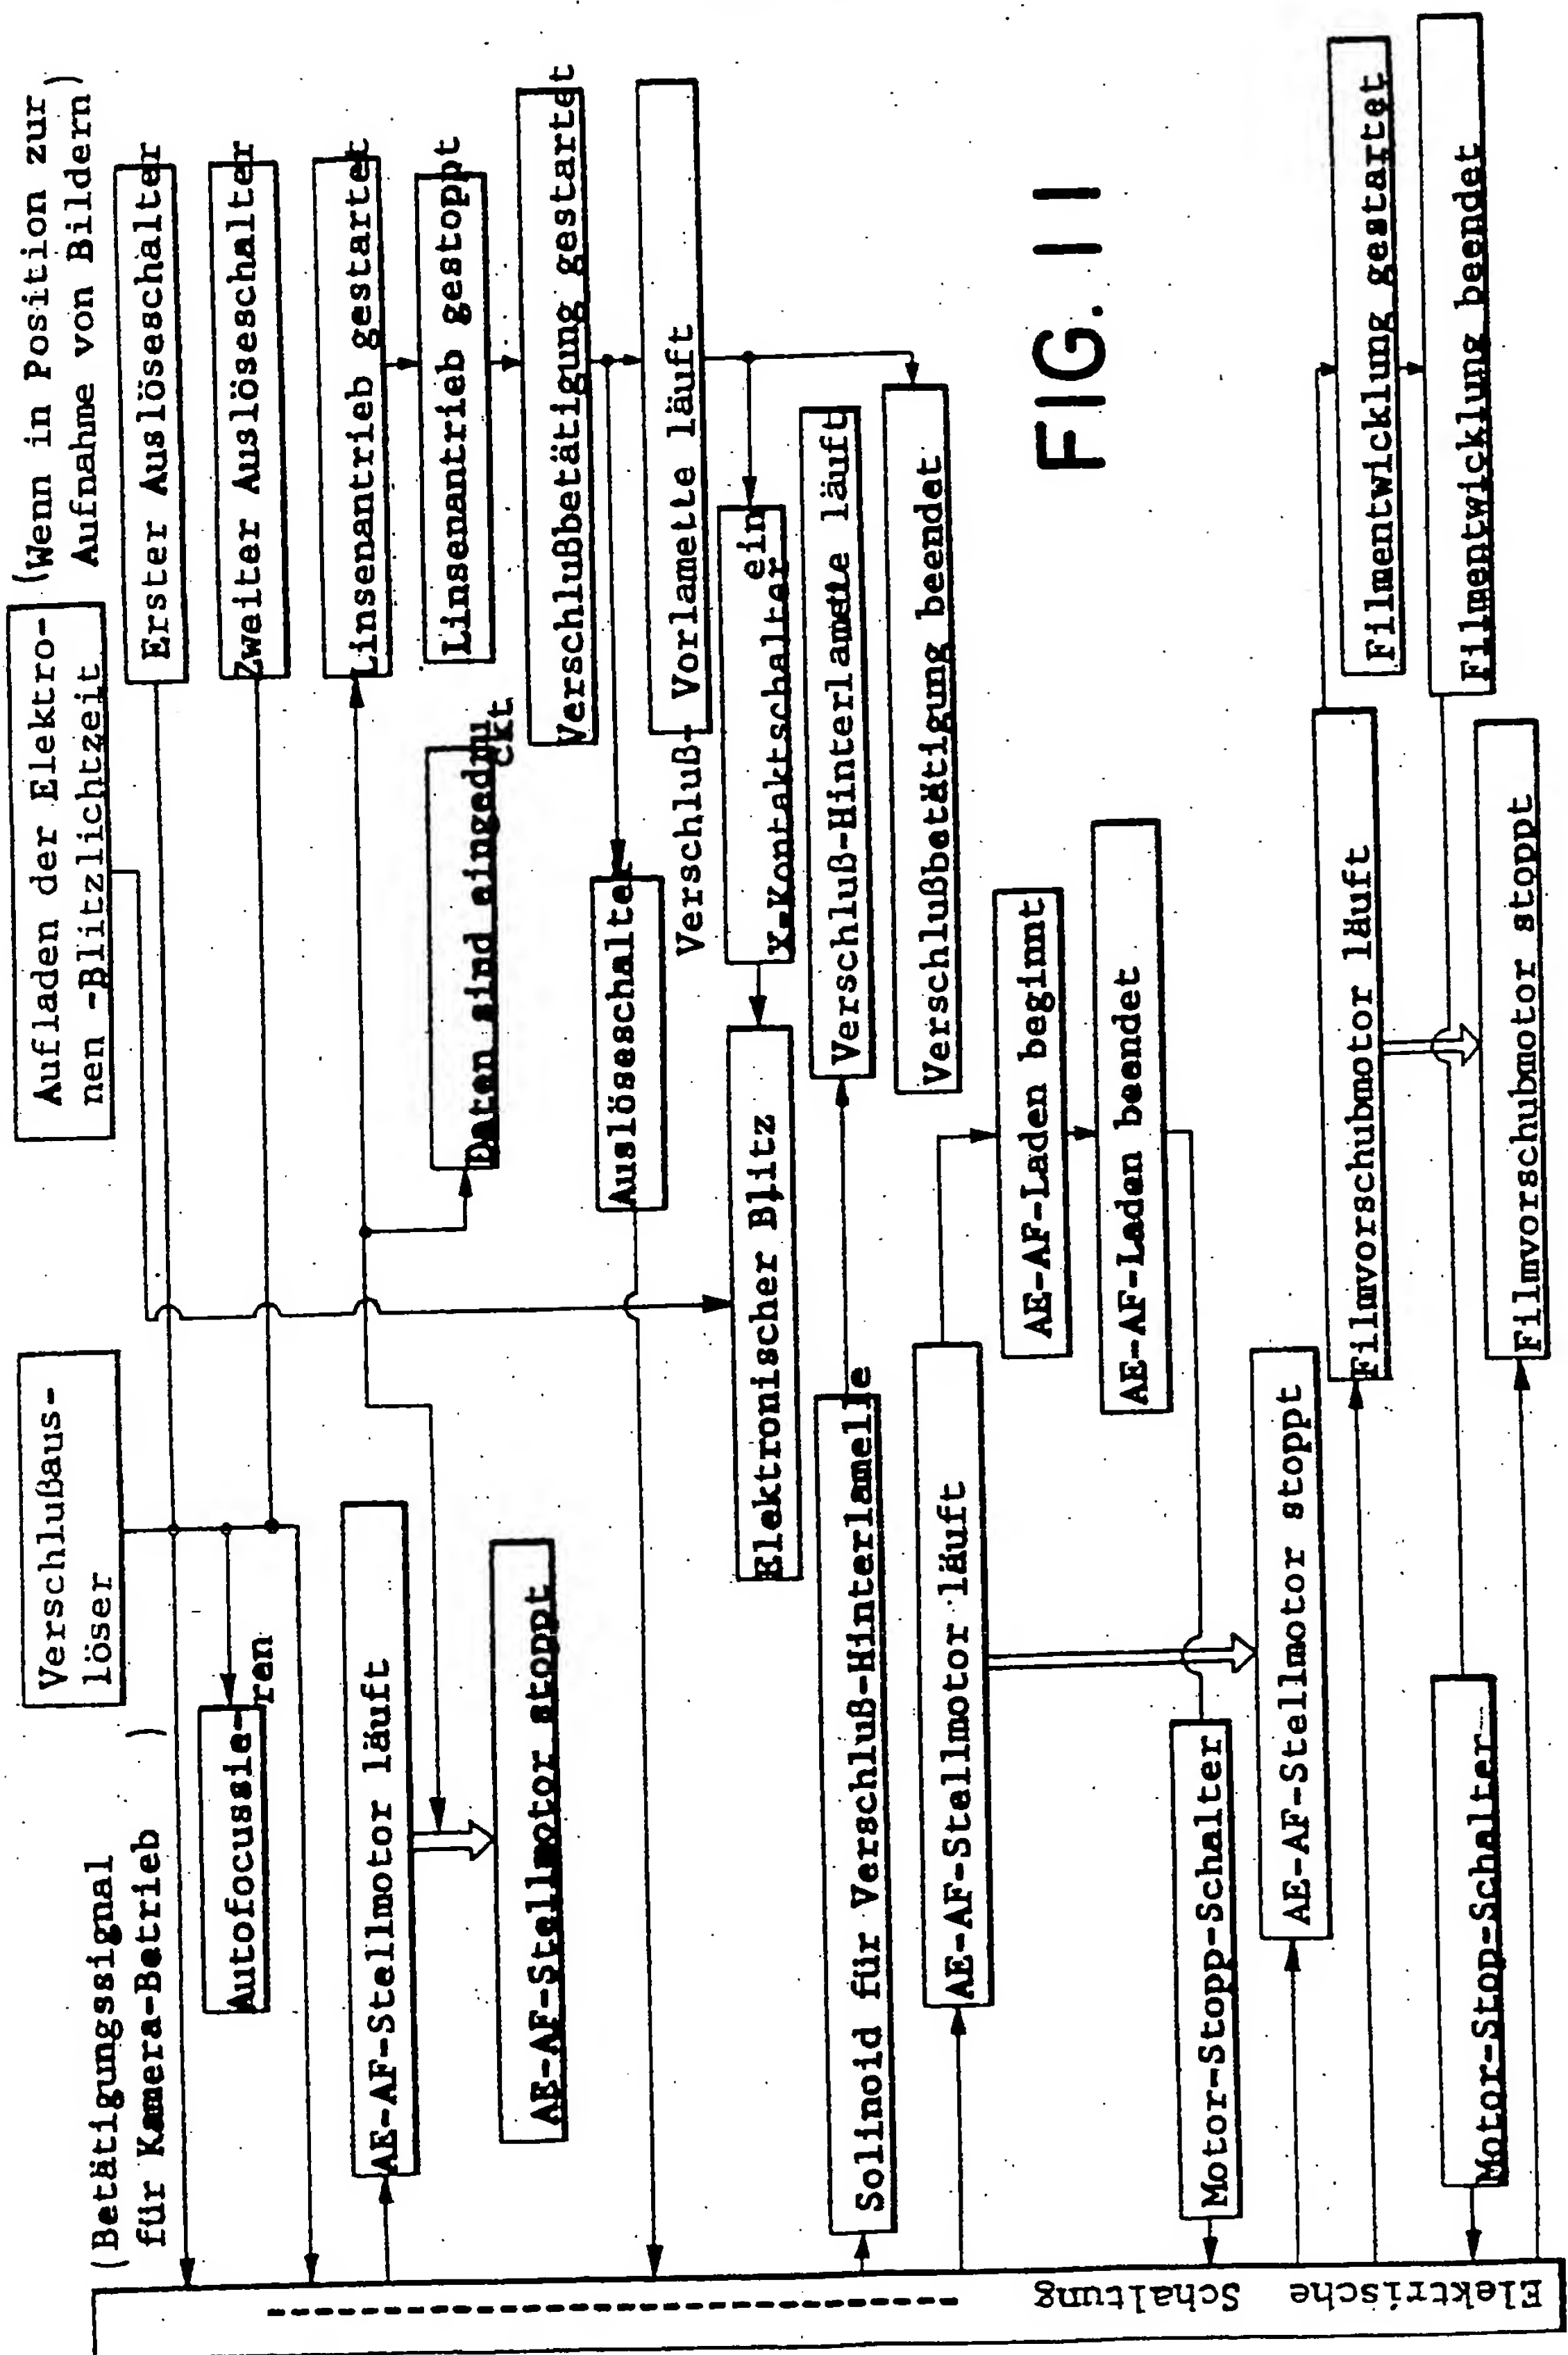 (Betätigungssignal
für Kamera-Betrieb)
Verschlußaus-
löser
Aufladen der Elektro-
nen -Blitzlichtzeit
(Wenn in Position zur
Aufnahme von Bildern)
Erster Auslöseschalter
Autofocussie-
ren
Zweiter Auslöseschalter
AE-AF-Stellmotor läuft
Linsenantrieb gestartet
Daten sind eingedru
ckt
Linsenantrieb gestoppt
AE-AF-Stellmotor stoppt
Verschlußbetätigung gestartet
Auslöseschalter
Verschluß- Vorlamelle läuft
Elektronischer Blitz
X-Kontaktschalter
ein
Solinoid für Verschluß-Hinterlamelle
Verschluß-Hinterlamelle läuft
AE-AF-Stellmotor läuft
Verschlußbetätigung beendet
AE-AF-Laden beginnt
AE-AF-Laden beendet
FIG. 11
Motor-Stopp-Schalter
AE-AF-Stellmotor stoppt
Filmvorschubmotor läuft
Filmentwicklung gestartet
Motor-Stop-Schalter
Filmentwicklung beendet
Filmvorschubmotor stoppt
Elektrische Schaltung